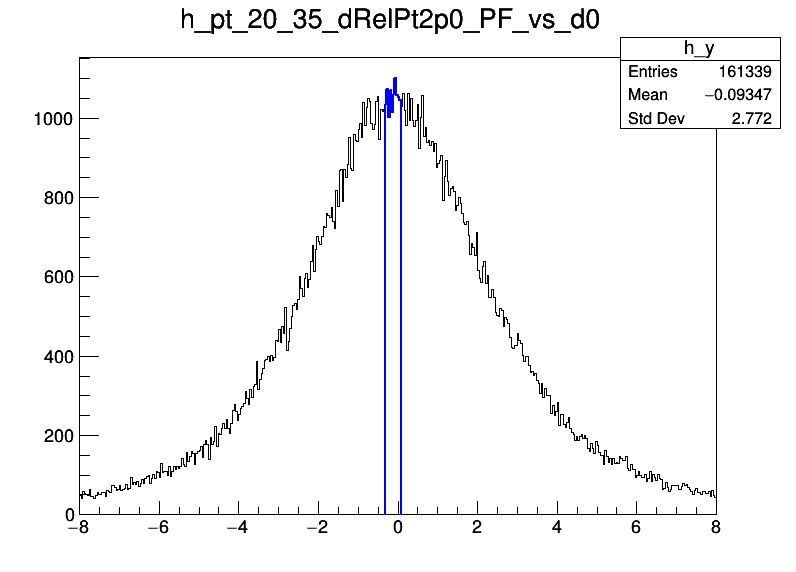 h_pt_20_35_dRelPt2p0_PF_vs_d0
h_y
Entries 161339
Mean −0.09347
Std Dev 2.772
1000
800
600
400
200
0
−8 −6 −4 −2 0 2 4 6 8